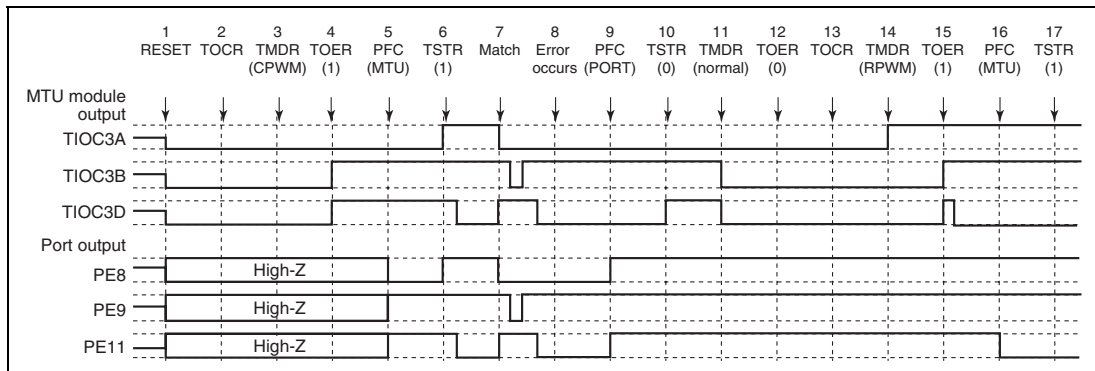 1 2 3 4 5 6 7 8 9 10 11 12 13 14 15 16 17
RESET TOCR TMDR TOER PFC TSTR Match Error PFC TSTR TMDR TOER TOCR TMDR TOER PFC TSTR
(CPWM) (1) (MTU) (1) occurs (PORT) (0) (normal) (0) (RPWM) (1) (MTU) (1)
MTU module
output
TIOC3A
TIOC3B
TIOC3D
Port output
PE8 High-Z
PE9 High-Z
PE11 High-Z